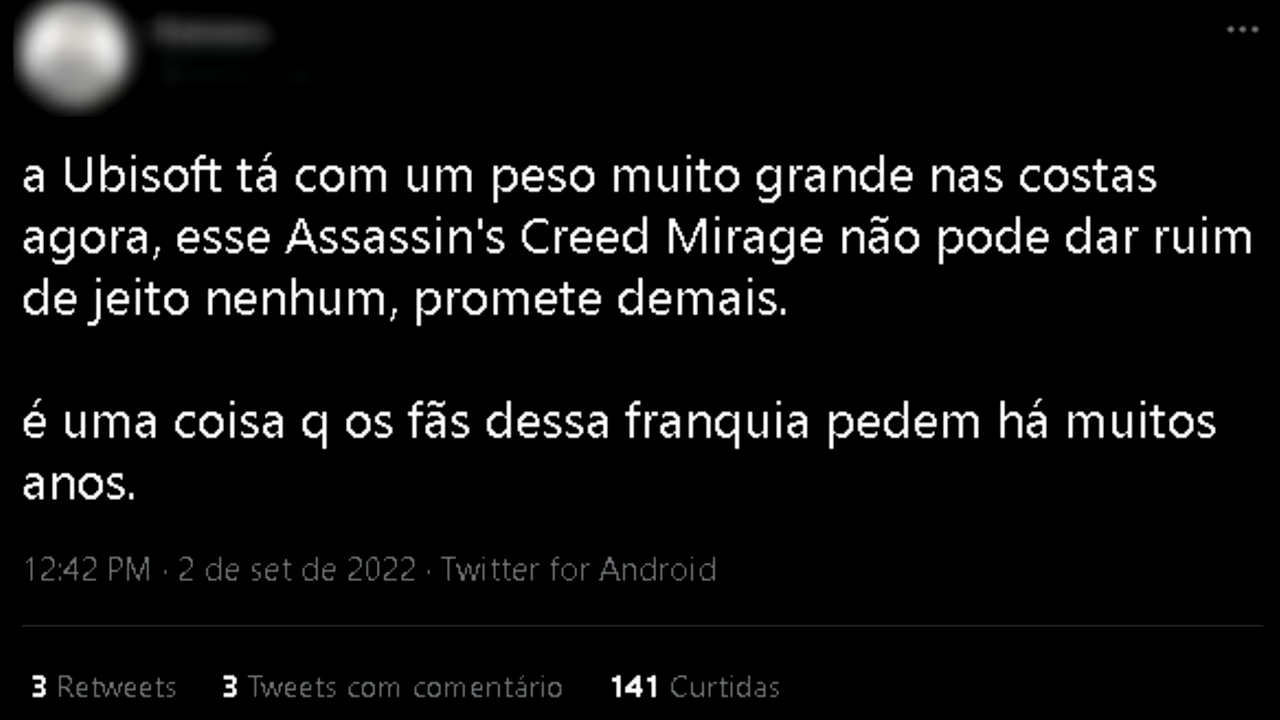 a Ubisoft tá com um peso muito grande nas costas
agora, esse Assassin's Creed Mirage não pode dar ruim
de jeito nenhum, promete demais.
é uma coisa q os fãs dessa franquia pedem há muitos
anos.
12:42 PM · 2 de set de 2022 · Twitter for Android
3 Retweets 3 Tweets com comentário 141 Curtidas